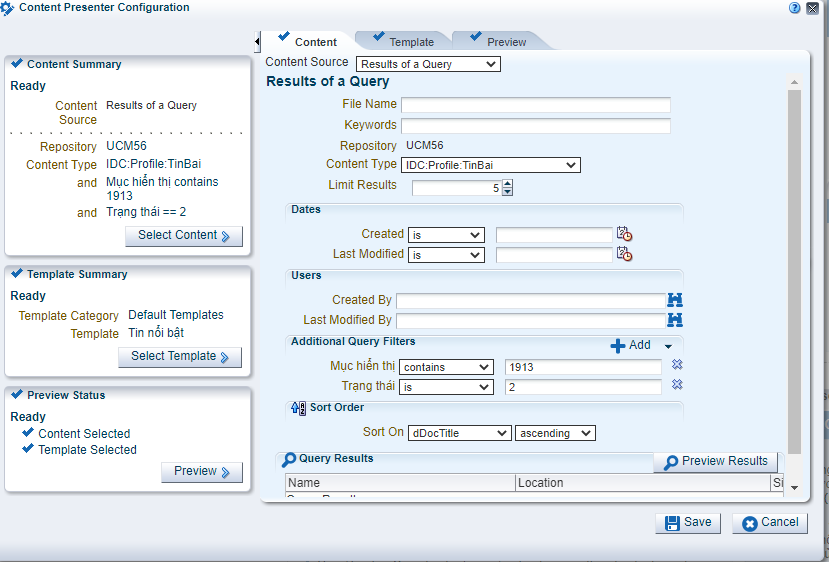 Content Presenter Configuration
Content Summary
Ready
Content Source Results of a Query
Repository UCM56
Content Type IDC:Profile:TinBai
and Mục hiển thị contains 1913
and Trạng thái == 2
Select Content
Template Summary
Ready
Template Category Default Templates
Template Tin nổi bật
Select Template
Preview Status
Ready
Content Selected
Template Selected
Preview
Content Template Preview
Content Source Results of a Query
Results of a Query
File Name
Keywords
Repository UCM56
Content Type IDC:Profile:TinBai
Limit Results 5
Dates
Created is
Last Modified is
Users
Created By
Last Modified By
Additional Query Filters Add
Mục hiển thị contains 1913
Trạng thái is 2
Sort Order
Sort On dDocTitle ascending
Query Results Preview Results
Name Location Si
Save Cancel